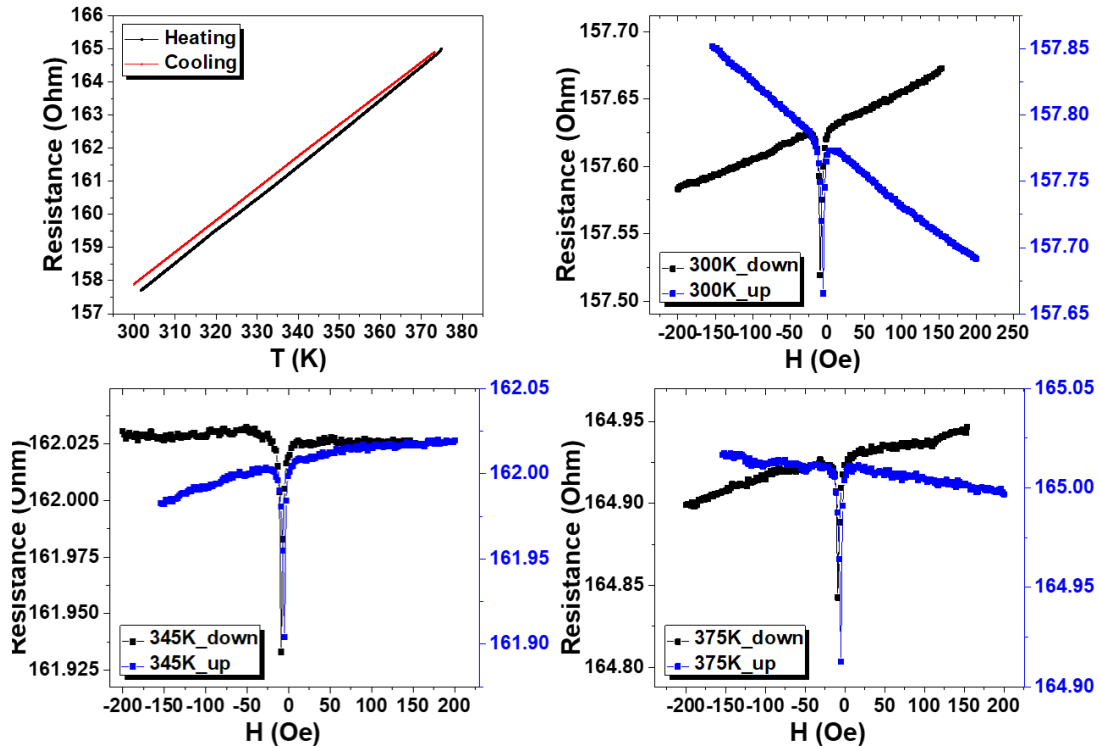 166
165
164
163
162
161
160
159
158
157
Resistance (Ohm)
Heating
Cooling
300 310 320 330 340 350 360 370 380
T (K)
157.70
157.65
157.60
157.55
157.50
Resistance (Ohm)
300K_down
300K_up
157.85
157.80
157.75
157.70
157.65
-200 -150 -100 -50 0 50 100 150 200 250
H (Oe)
162.025
162.000
161.975
161.950
161.925
Resistance (Ohm)
345K_down
345K_up
162.05
162.00
161.95
161.90
-200 -150 -100 -50 0 50 100 150 200
H (Oe)
164.95
164.90
164.85
164.80
Resistance (Ohm)
375K_down
375K_up
165.05
165.00
164.95
164.90
-200 -150 -100 -50 0 50 100 150 200
H (Oe)